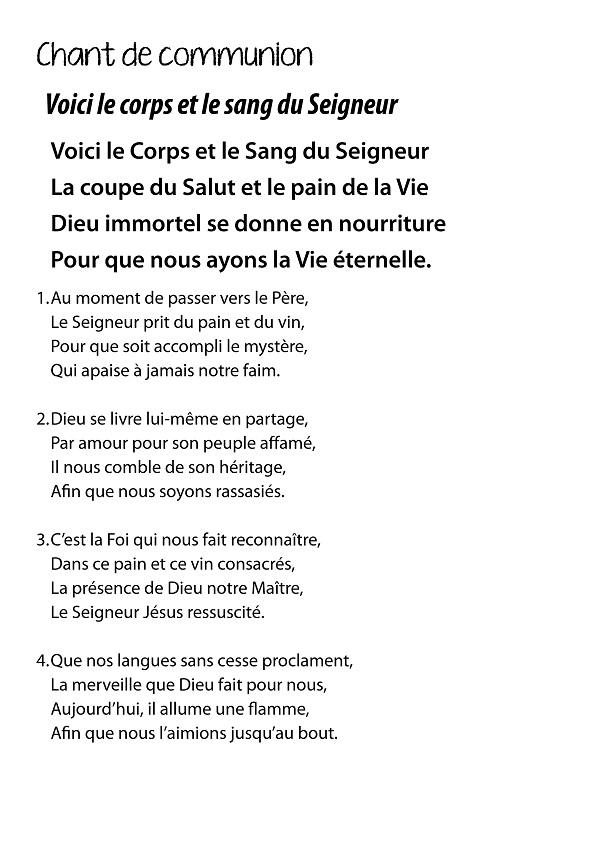 Chant de communion
Voici le corps et le sang du Seigneur
Voici le Corps et le Sang du Seigneur
La coupe du Salut et le pain de la Vie
Dieu immortel se donne en nourriture
Pour que nous ayons la Vie éternelle.
1.Au moment de passer vers le Père,
Le Seigneur prit du pain et du vin,
Pour que soit accompli le mystère,
Qui apaise à jamais notre faim.
2.Dieu se livre lui-même en partage,
Par amour pour son peuple affamé,
Il nous comble de son héritage,
Afin que nous soyons rassasiés.
3.C’est la Foi qui nous fait reconnaître,
Dans ce pain et ce vin consacrés,
La présence de Dieu notre Maître,
Le Seigneur Jésus ressuscité.
4.Que nos langues sans cesse proclament,
La merveille que Dieu fait pour nous,
Aujourd’hui, il allume une flamme,
Afin que nous l’aimions jusqu’au bout.